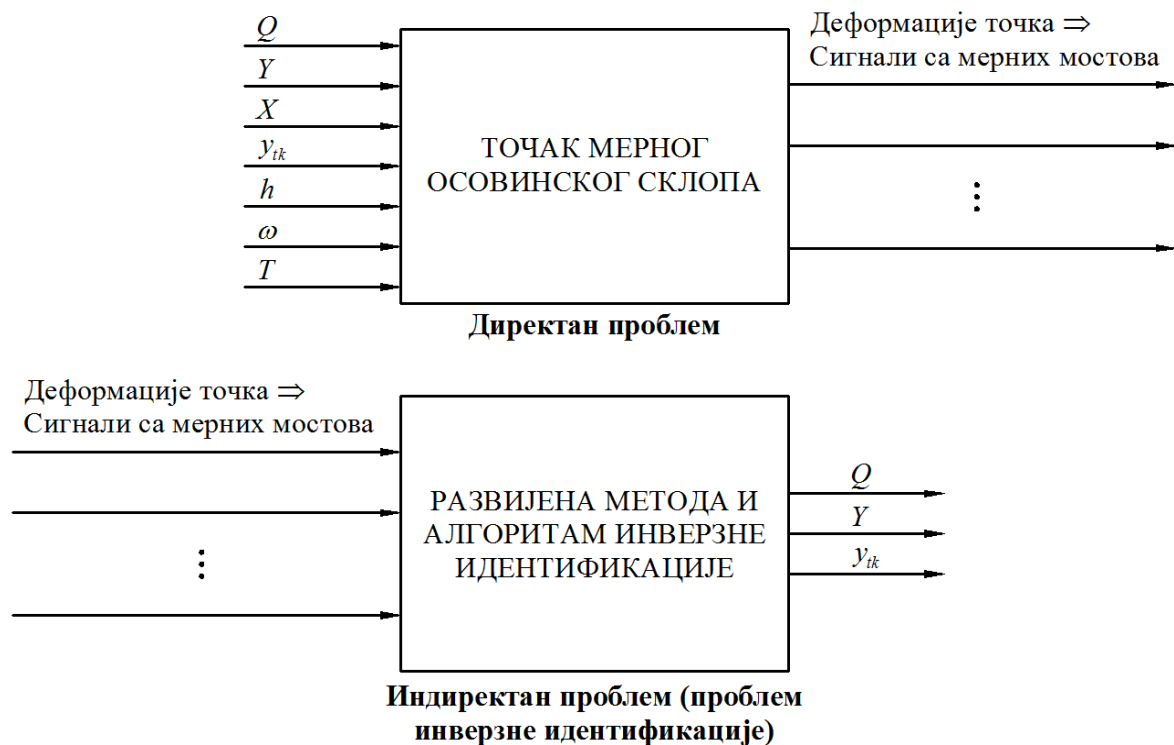 Q
Y
X
y_tk
h
ω
T
ТОЧАК МЕРНОГ
ОСОВИНСКОГ СКЛОПА
Деформације точка ⇒
Сигнали са мерних мостова
Директан проблем
Деформације точка ⇒
Сигнали са мерних мостова
РАЗВИЈЕНА МЕТОДА И
АЛГОРИТАМ ИНВЕРЗНЕ
ИДЕНТИФИКАЦИЈЕ
Q
Y
y_tk
Индиректан проблем (проблем
инверзне идентификације)